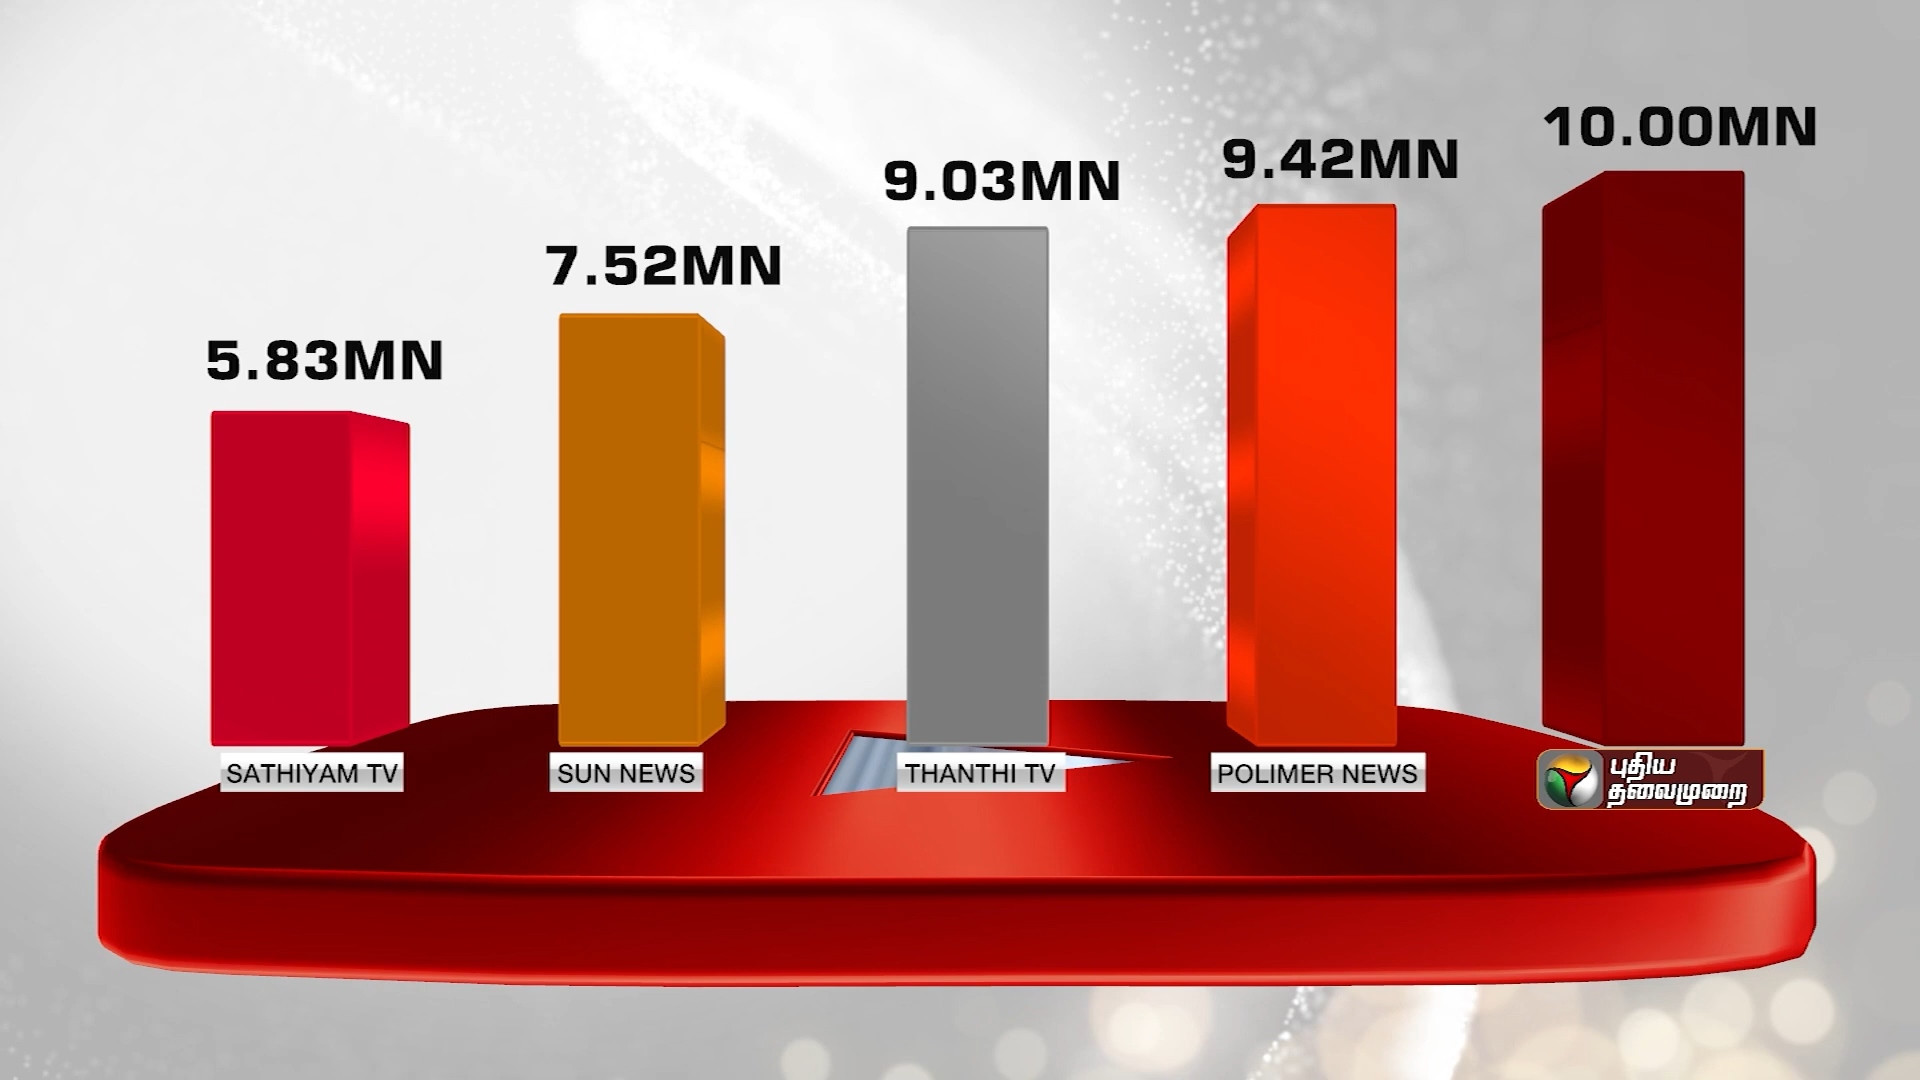 5.83MN
7.52MN
9.03MN
9.42MN
10.00MN
SATHIYAM TV
SUN NEWS
THANTHI TV
POLIMER NEWS
புதிய
தலைமுறை